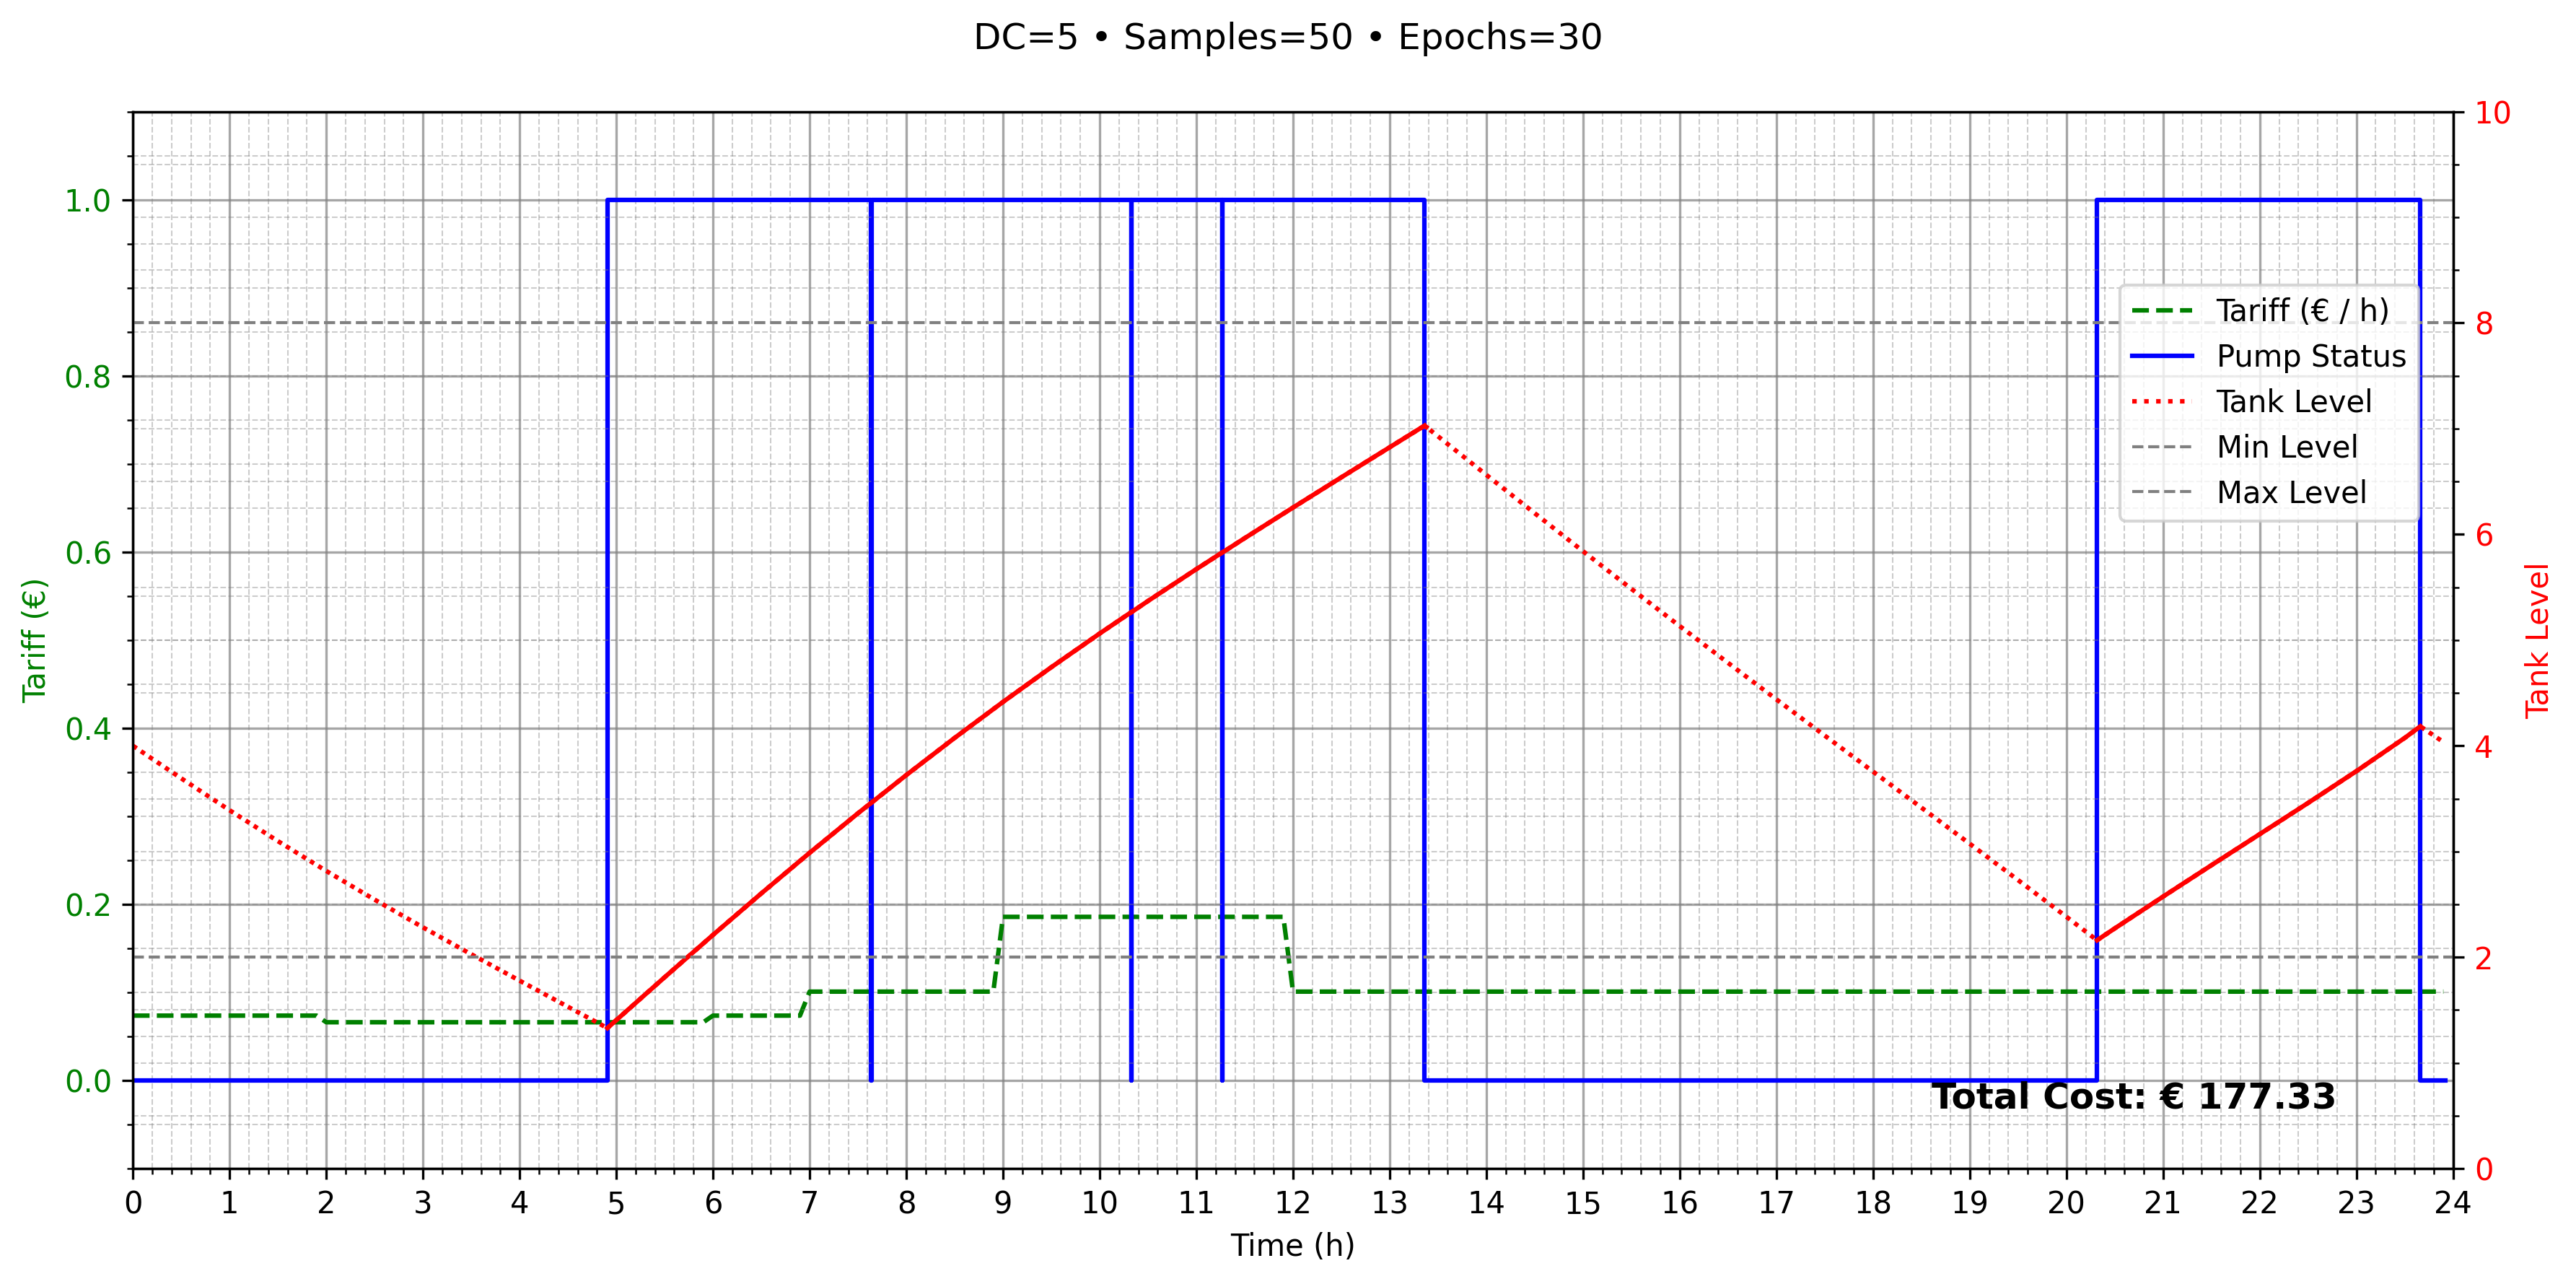 DC=5 • Samples=50 • Epochs=30
10
1.0
Tariff (€ / h)
8
Pump Status
0.8
Tank Level
Min Level
Max Level
0.6
6
Tariff (€)
Tank Level
0.4
4
0.2
2
0.0
Total Cost: € 177.33
0
0 1 2 3 4 5 6 7 8 9 10 11 12 13 14 15 16 17 18 19 20 21 22 23 24
Time (h)